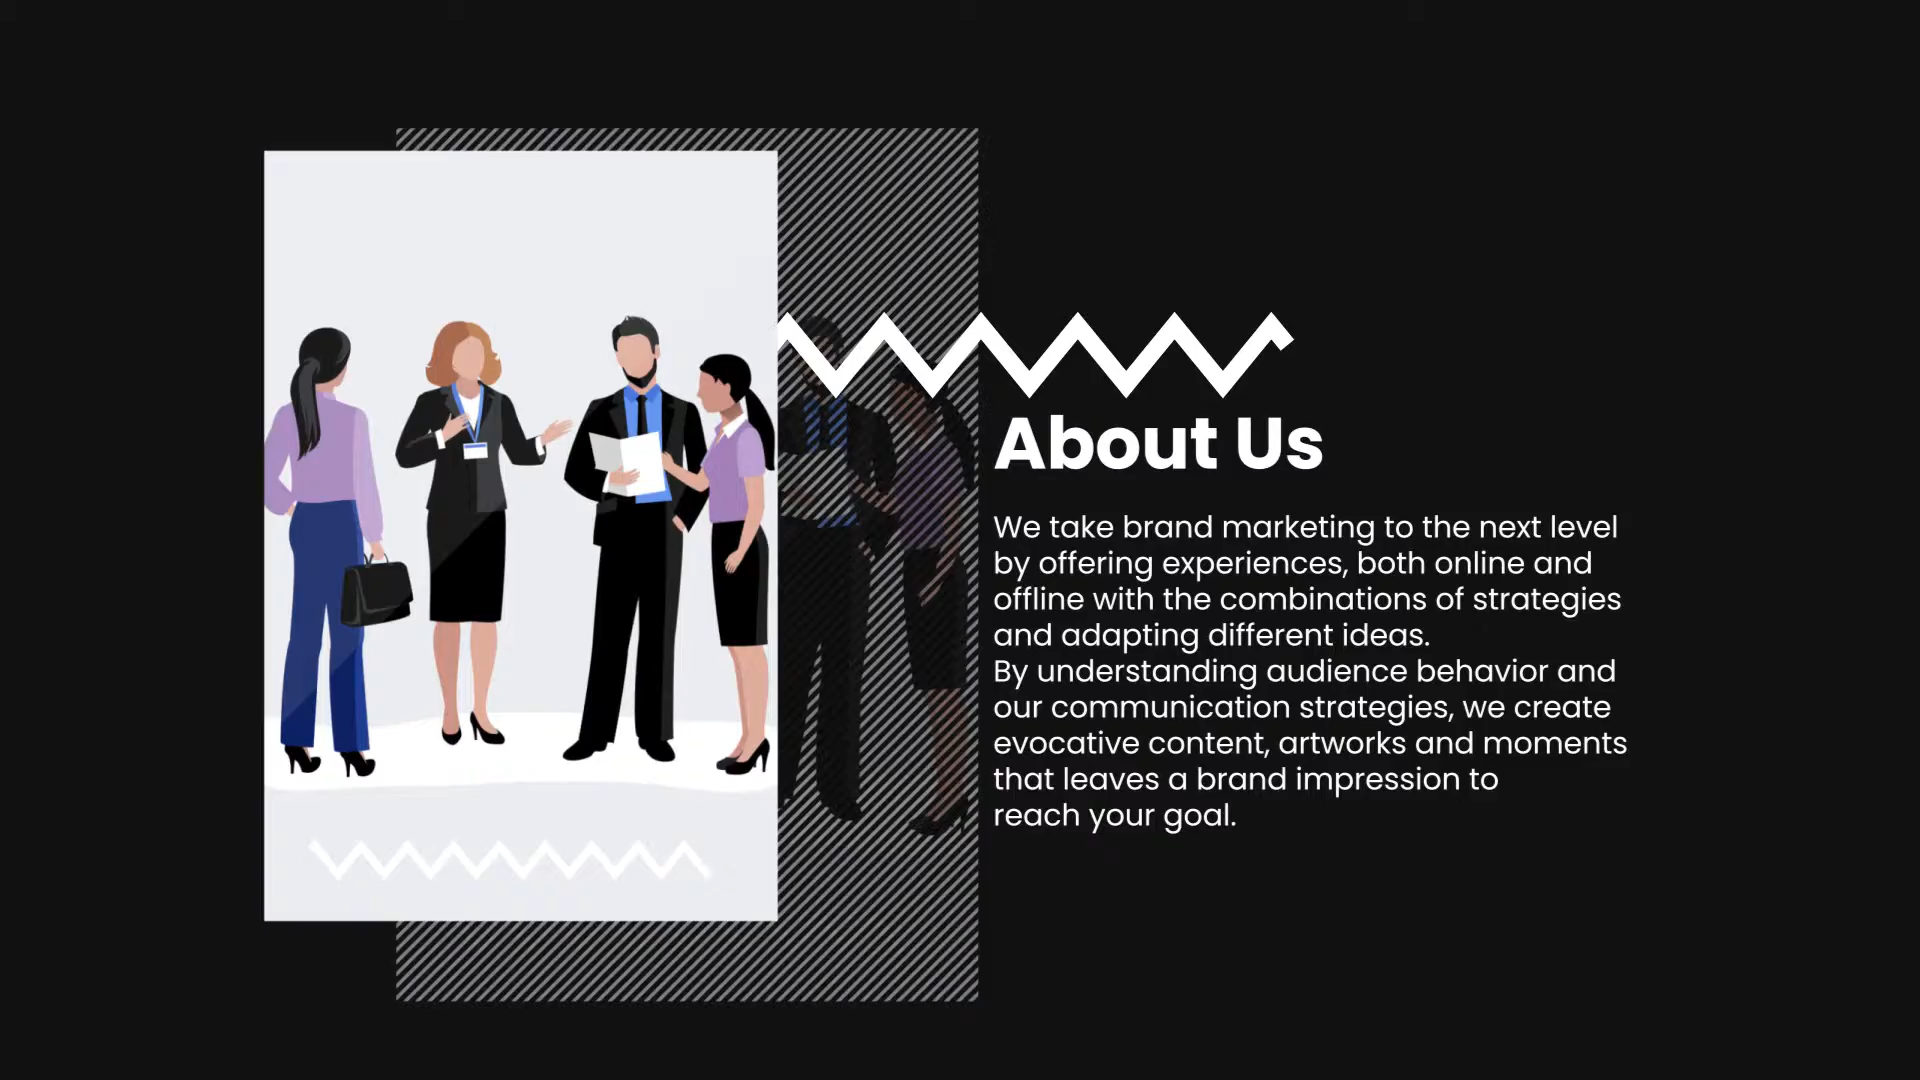 About Us
We take brand marketing to the next level
by offering experiences, both online and
offline with the combinations of strategies
and adapting different ideas.
By understanding audience behavior and
our communication strategies, we create
evocative content, artworks and moments
that leaves a brand impression to
reach your goal.